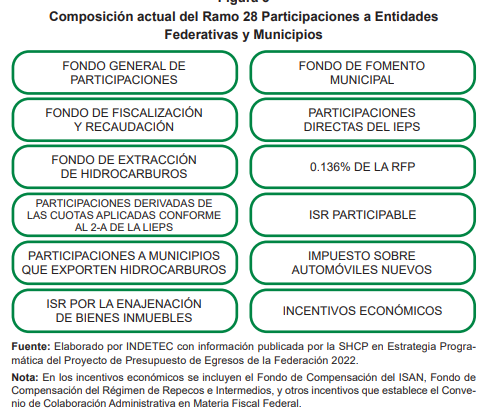 Composición actual del Ramo 28 Participaciones a Entidades
Federativas y Municipios
FONDO GENERAL DE
PARTICIPACIONES
FONDO DE FOMENTO
MUNICIPAL
FONDO DE FISCALIZACIÓN
Y RECAUDACIÓN
PARTICIPACIONES
DIRECTAS DEL IEPS
FONDO DE EXTRACCIÓN
DE HIDROCARBUROS
0.136% DE LA RFP
PARTICIPACIONES DERIVADAS DE
LAS CUOTAS APLICADAS CONFORME
AL 2-A DE LA LIEPS
ISR PARTICIPABLE
PARTICIPACIONES A MUNICIPIOS
QUE EXPORTEN HIDROCARBUROS
IMPUESTO SOBRE
AUTOMÓVILES NUEVOS
ISR POR LA ENAJENACIÓN
DE BIENES INMUEBLES
INCENTIVOS ECONÓMICOS
Fuente: Elaborado por INDETEC con información publicada por la SHCP en Estrategia Progra-
mática del Proyecto de Presupuesto de Egresos de la Federación 2022.
Nota: En los incentivos económicos se incluyen el Fondo de Compensación del ISAN, Fondo de
Compensación del Régimen de Repecos e Intermedios, y otros incentivos que establece el Conve-
nio de Colaboración Administrativa en Materia Fiscal Federal.